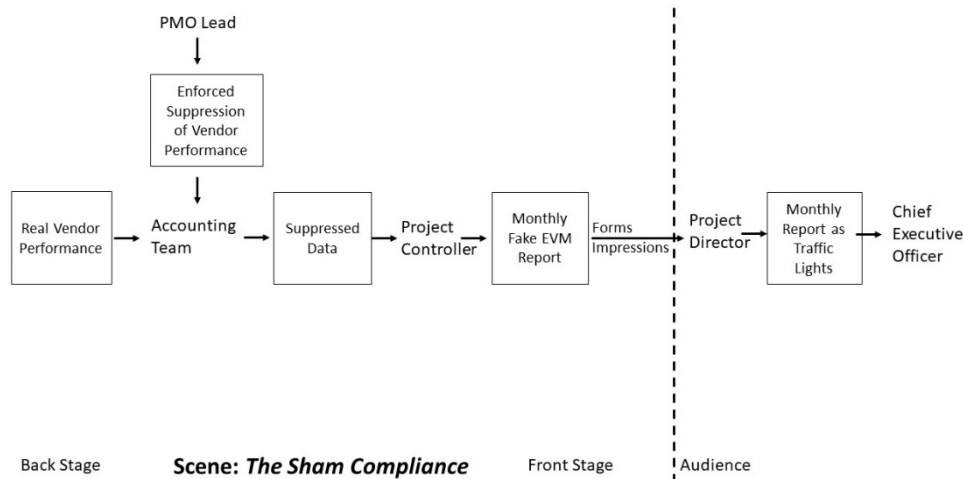 PMO Lead
Enforced
Suppression
of Vendor
Performance
Real Vendor
Performance
Accounting
Team
Suppressed
Data
Project
Controller
Monthly
Fake EVM
Report
Forms
Impressions
Project
Director
Monthly
Report as
Traffic
Lights
Chief
Executive
Officer
Back Stage
Scene: The Sham Compliance
Front Stage
Audience